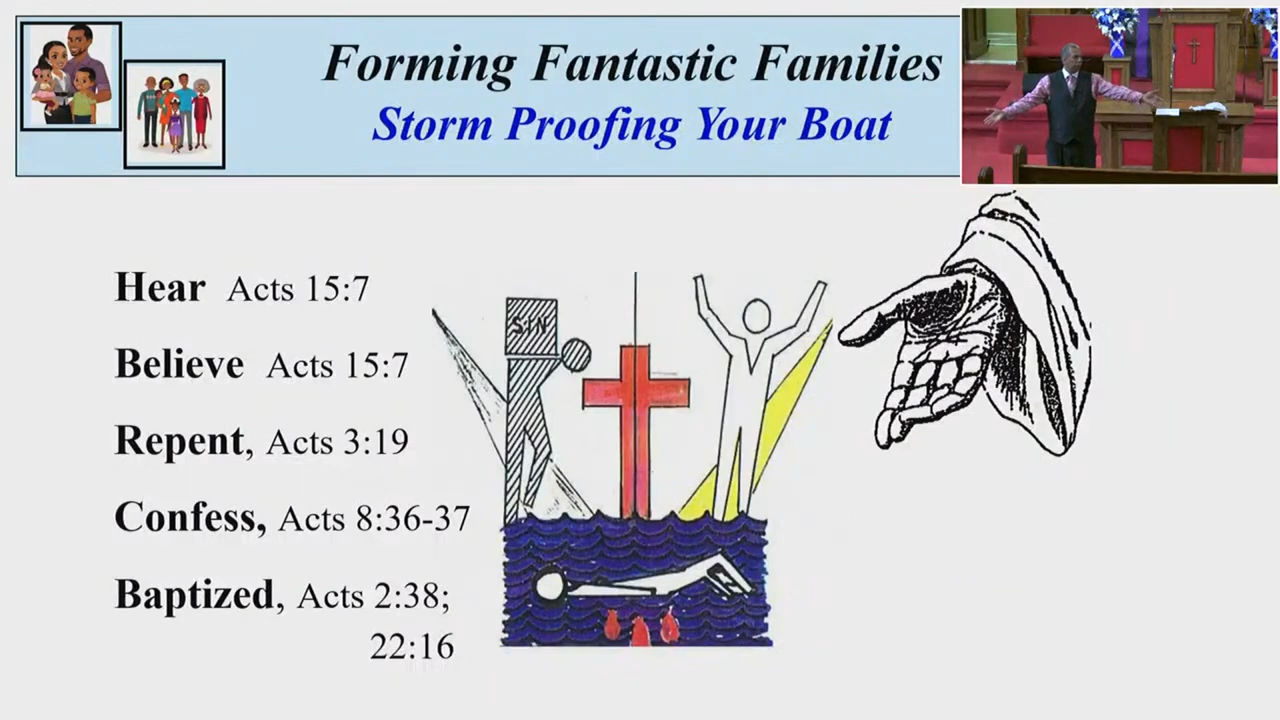 Forming Fantastic Families
Storm Proofing Your Boat
Hear Acts 15:7
Believe Acts 15:7
Repent, Acts 3:19
Confess, Acts 8:36-37
Baptized, Acts 2:38;
22:16
SIN